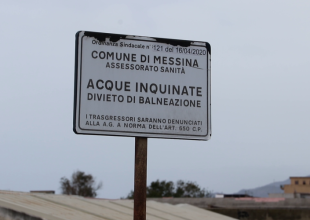 Ordinanza Sindacale n° 121 del 16/04/2020
COMUNE DI MESSINA
ASSESSORATO SANITÀ
ACQUE INQUINATE
DIVIETO DI BALNEAZIONE
I TRASGRESSORI SARANNO DENUNCIATI
ALLA A.G. A NORMA DELL'ART. 650 C.P.